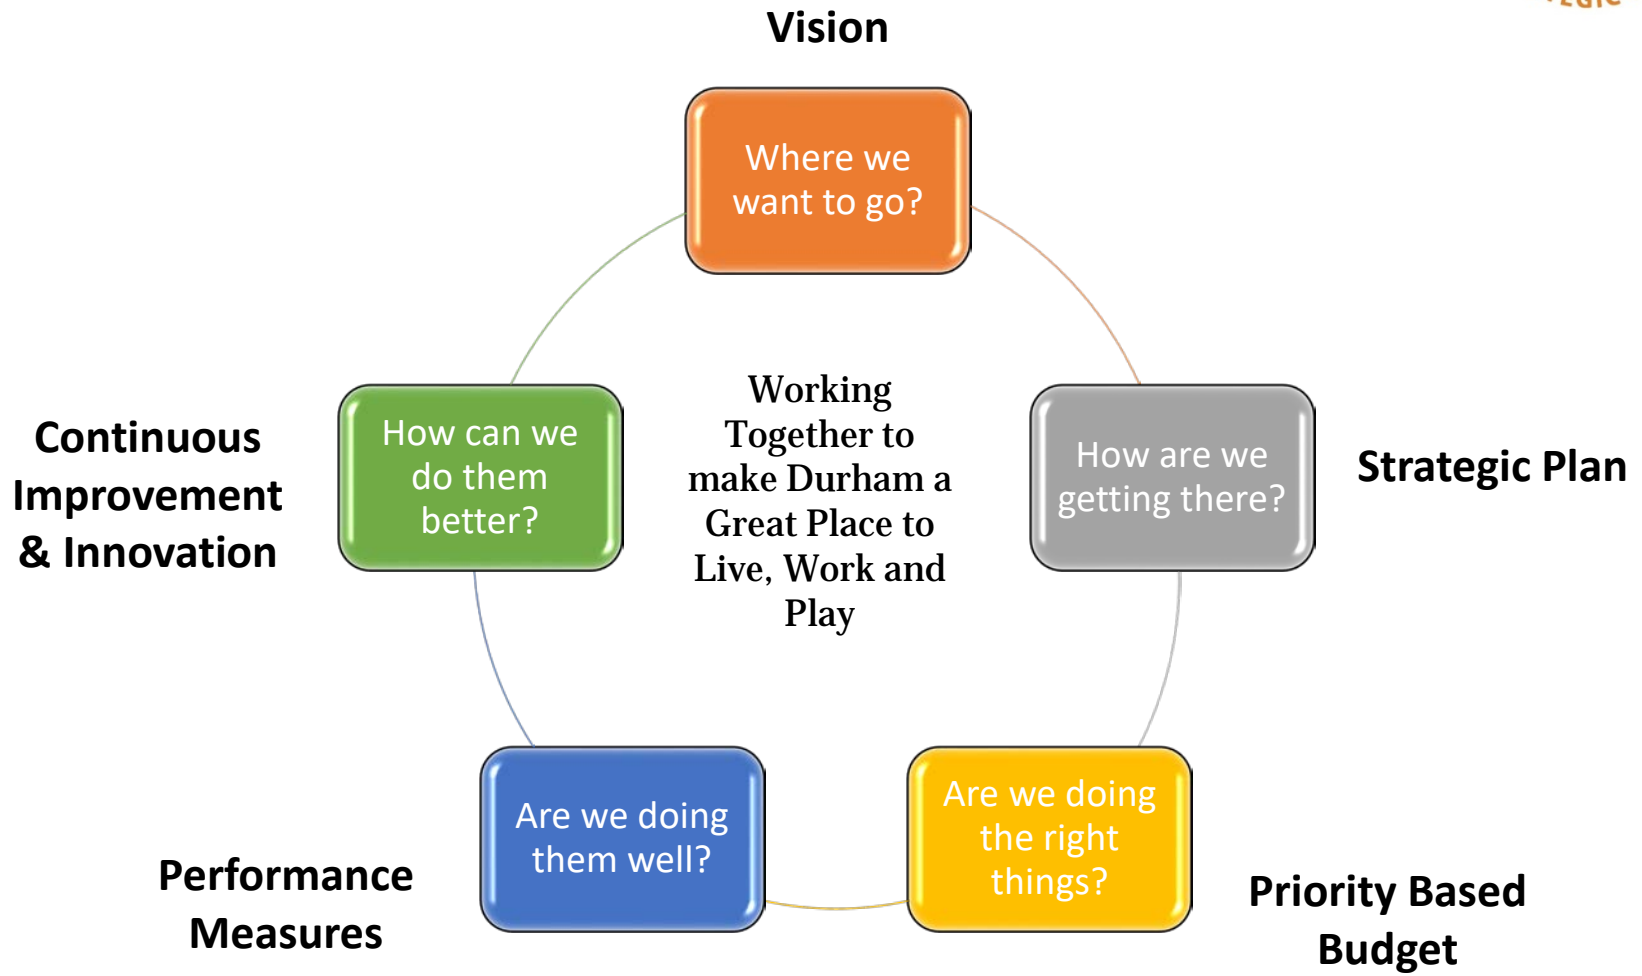 Vision
Where we
want to go?
How are we
getting there?
Strategic Plan
Are we doing
the right
things?
Priority Based
Budget
Are we doing
them well?
Performance
Measures
How can we
do them
better?
Continuous
Improvement
& Innovation
Working
Together to
make Durham a
Great Place to
Live, Work and
Play